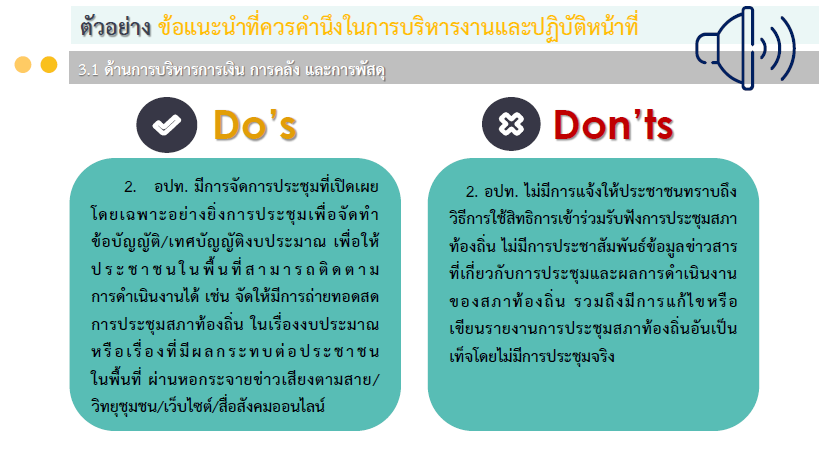 ตัวอย่าง ข้อแนะนำที่ควรคำนึงในการบริหารงานและปฏิบัติหน้าที่
3.1 ด้านการบริหารการเงิน การคลัง และการพัสดุ
Do's
2. อปท. มีการจัดการประชุมที่เปิดเผย
โดยเฉพาะอย่างยิ่งการประชุมเพื่อจัดทำ
ข้อบัญญัติ/เทศบัญญัติงบประมาณ เพื่อให้
ประชาชนในพื้นที่สามารถติดตาม
การดำเนินงานได้ เช่น จัดให้มีการถ่ายทอดสด
การประชุมสภาท้องถิ่น ในเรื่องงบประมาณ
หรือเรื่องที่มีผลกระทบต่อประชาชน
ในพื้นที่ ผ่านหอกระจายข่าวเสียงตามสาย/
วิทยุชุมชน/เว็บไซต์/สื่อสังคมออนไลน์
Don'ts
2. อปท. ไม่มีการแจ้งให้ประชาชนทราบถึง
วิธีการใช้สิทธิการเข้าร่วมรับฟังการประชุมสภา
ท้องถิ่น ไม่มีการประชาสัมพันธ์ข้อมูลข่าวสาร
ที่เกี่ยวกับการประชุมและผลการดำเนินงาน
ของสภาท้องถิ่น รวมถึงมีการแก้ไขหรือ
เขียนรายงานการประชุมสภาท้องถิ่นอันเป็น
เท็จโดยไม่มีการประชุมจริง